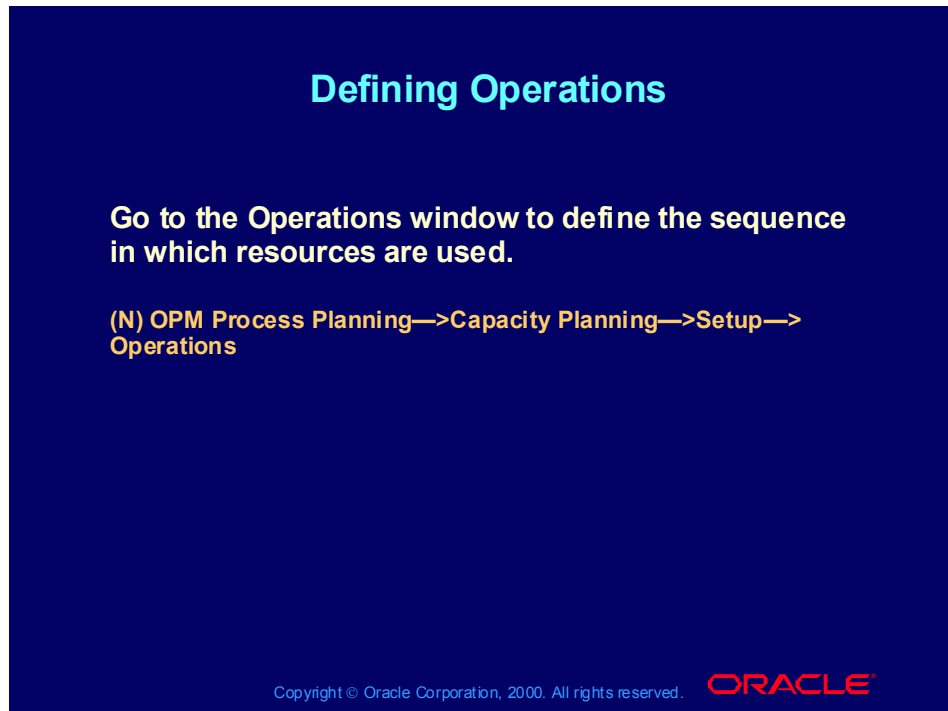 Defining Operations
Go to the Operations window to define the sequence
in which resources are used.
(N) OPM Process Planning—>Capacity Planning—>Setup—>
Operations
Copyright © Oracle Corporation, 2000. All rights reserved.
ORACLE®